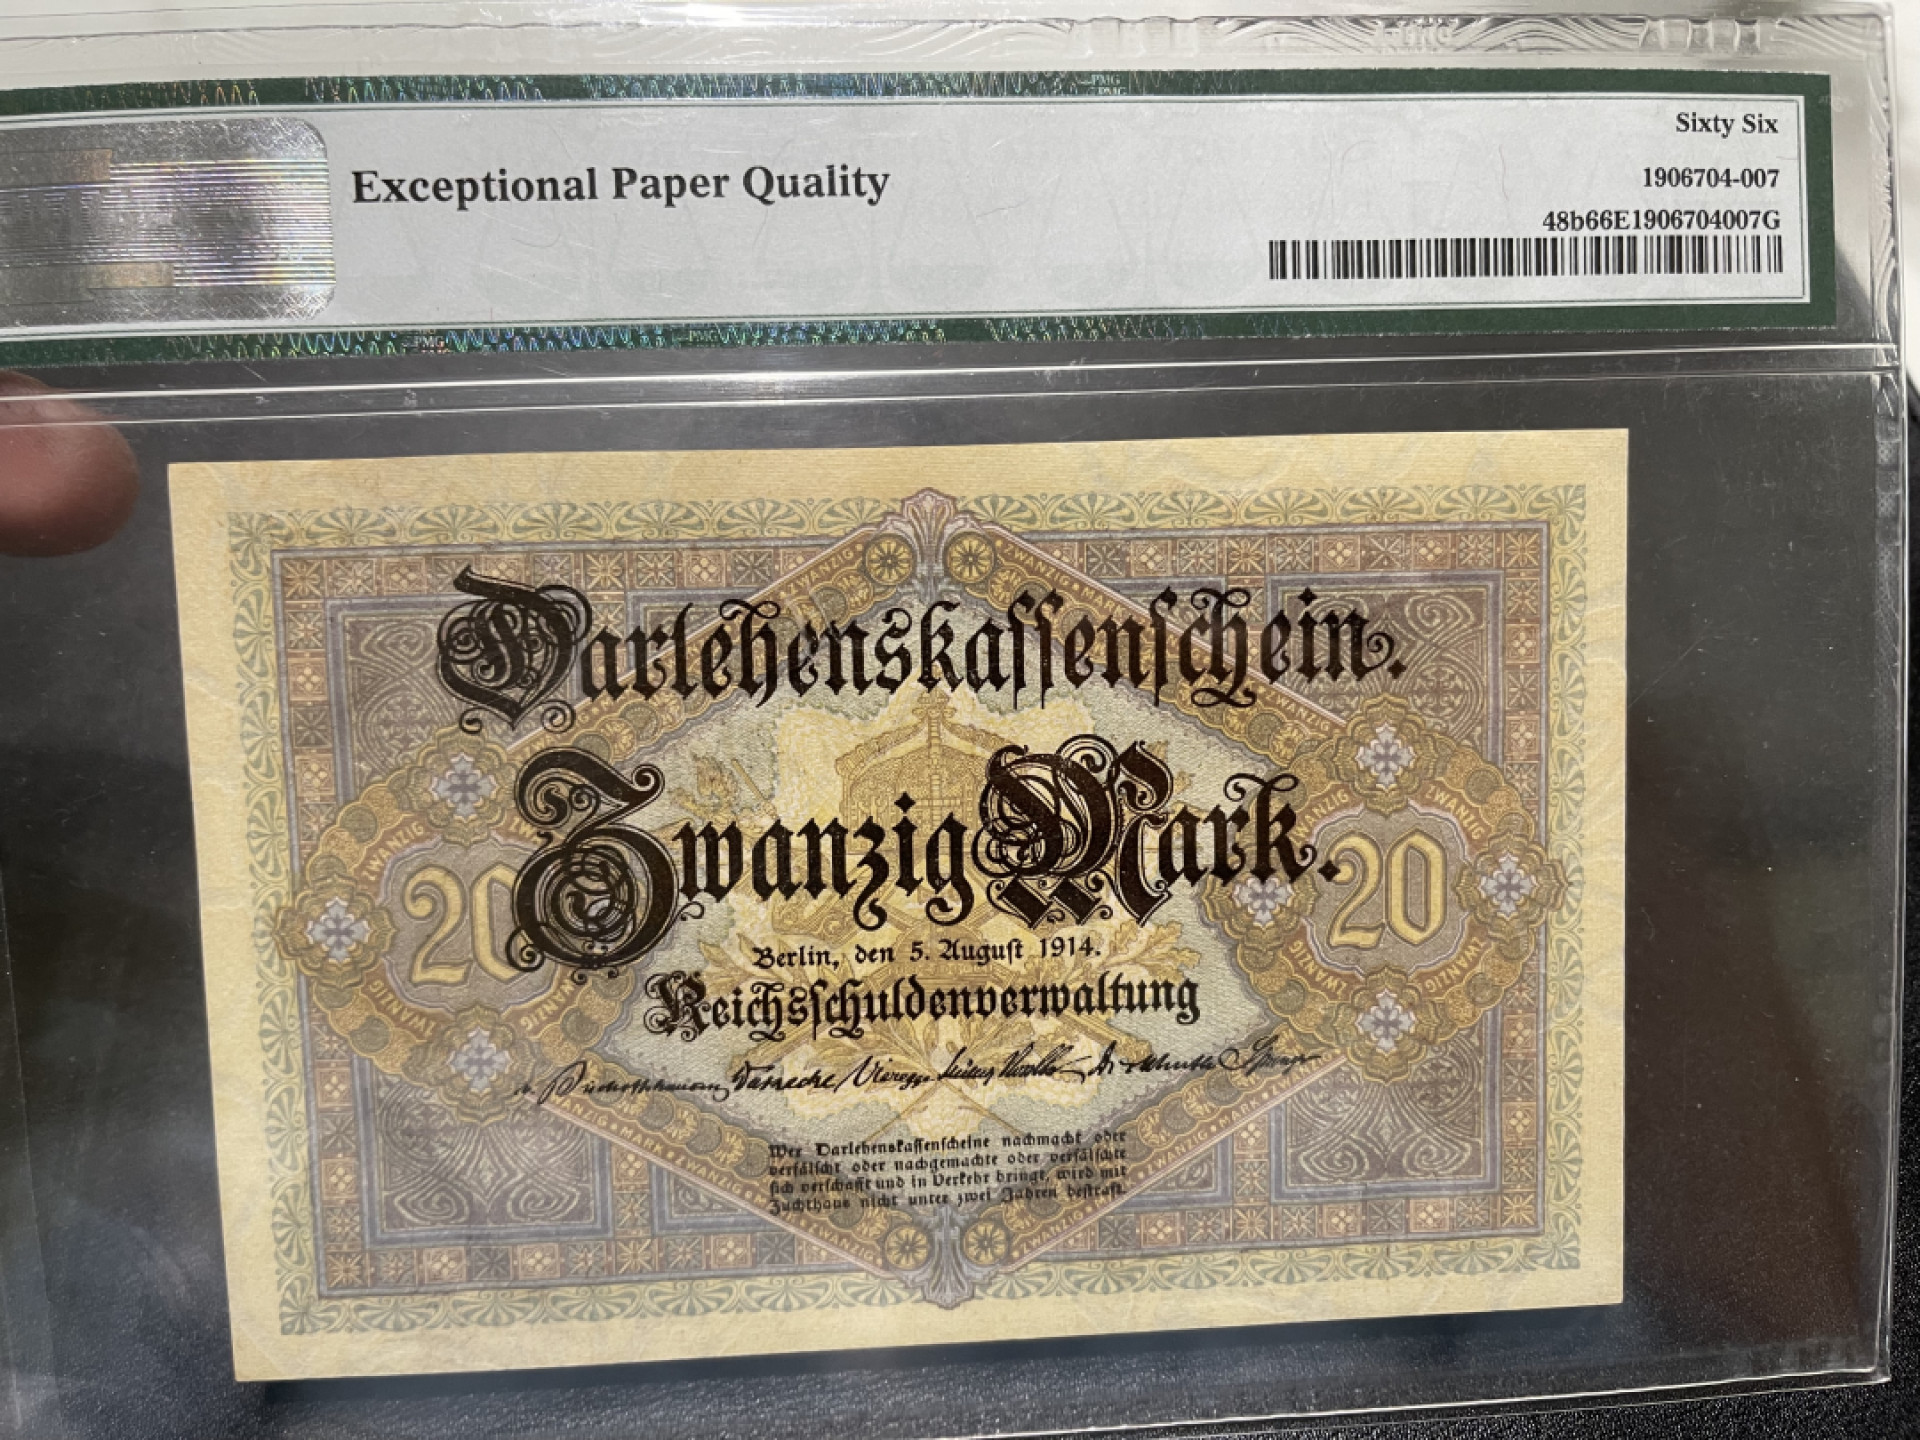 Sixty Six
Exceptional Paper Quality
1906704-007
48b66E1906704007G
Darlehenskaſſenſchein.
Zwanzig Mark.
20
20
Berlin, den 5. Auguſt 1914.
Reichsſchuldenverwaltung
Wer Darlehenskaſſenſcheine nachmacht oder
verfälſcht oder nachgemachte oder verfälſchte
ſich verſchafft und in Verkehr bringt, wird mit
Zuchthaus nicht unter zwei Jahren beſtraft.